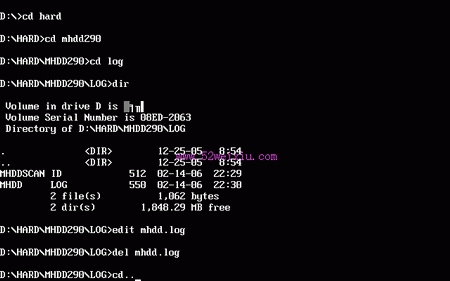 D:\>cd hard
D:\HARD>cd mhdd290
D:\HARD\MHDD290>cd log
D:\HARD\MHDD290\LOG>dir
Volume in drive D is
Volume Serial Number is 08ED-2063
Directory of D:\HARD\MHDD290\LOG
. <DIR> 12-25-05 8:54
.. <DIR> 12-25-05 8:54
www.52weixiu.com
MHDDSCAN ID 512 02-14-06 22:29
MHDD LOG 550 02-14-06 22:30
2 file(s) 1,062 bytes
2 dir(s) 1,848.29 MB free
D:\HARD\MHDD290\LOG>edit mhdd.log
D:\HARD\MHDD290\LOG>del mhdd.log
D:\HARD\MHDD290\LOG>cd..